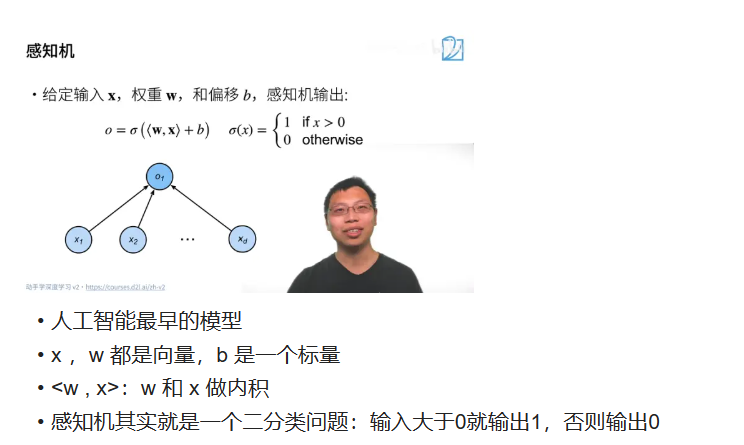 感知机
• 给定输入 x，权重 w，和偏移 b，感知机输出:
o = σ (⟨w, x⟩ + b) σ(x) = { 1 if x > 0
0 otherwise
o1
x1 x2 ... xd
动手学深度学习 v2 · https://courses.d2l.ai/zh-v2
• 人工智能最早的模型
• x ，w 都是向量，b 是一个标量
• <w , x>：w 和 x 做内积
• 感知机其实就是一个二分类问题：输入大于0就输出1，否则输出0